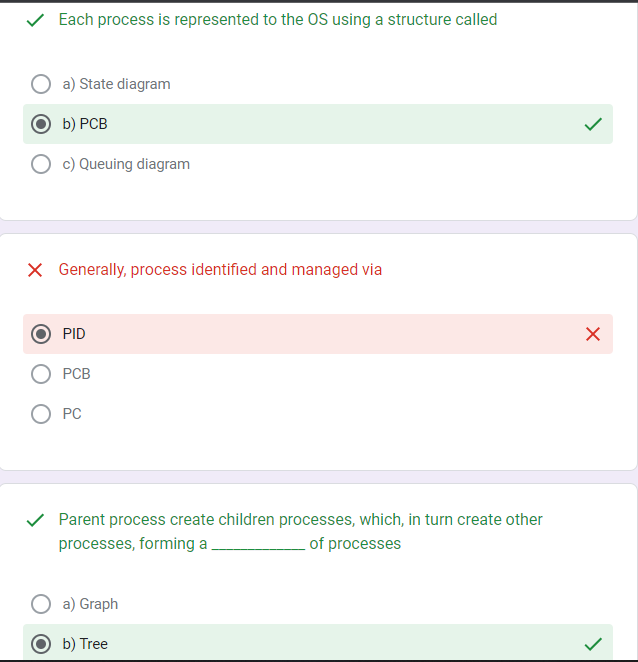 Each process is represented to the OS using a structure called
a) State diagram
b) PCB
c) Queuing diagram
Generally, process identified and managed via
PID
PCB
PC
Parent process create children processes, which, in turn create other
processes, forming a _____________ of processes
a) Graph
b) Tree